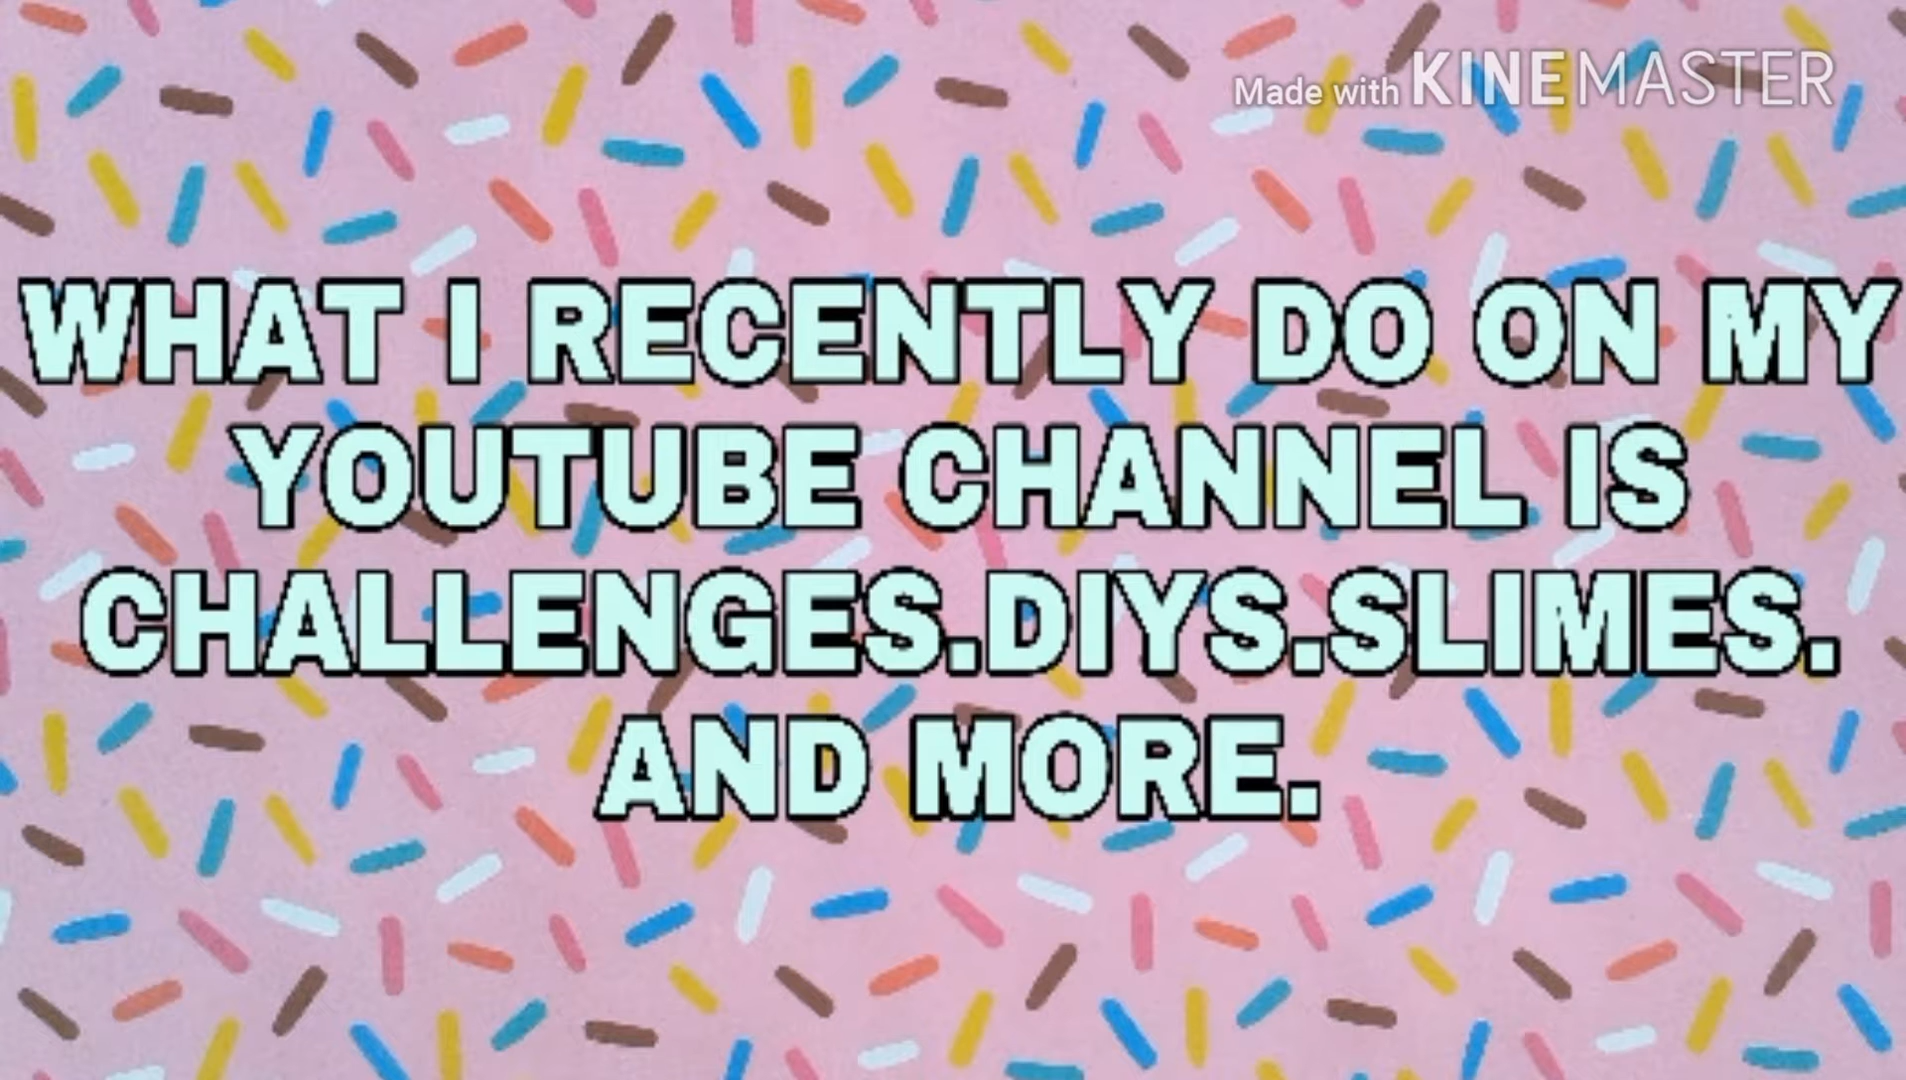 Made with KINEMASTER
WHAT I RECENTLY DO ON MY
YOUTUBE CHANNEL IS
CHALLENGES.DIYS.SLIMES.
AND MORE.